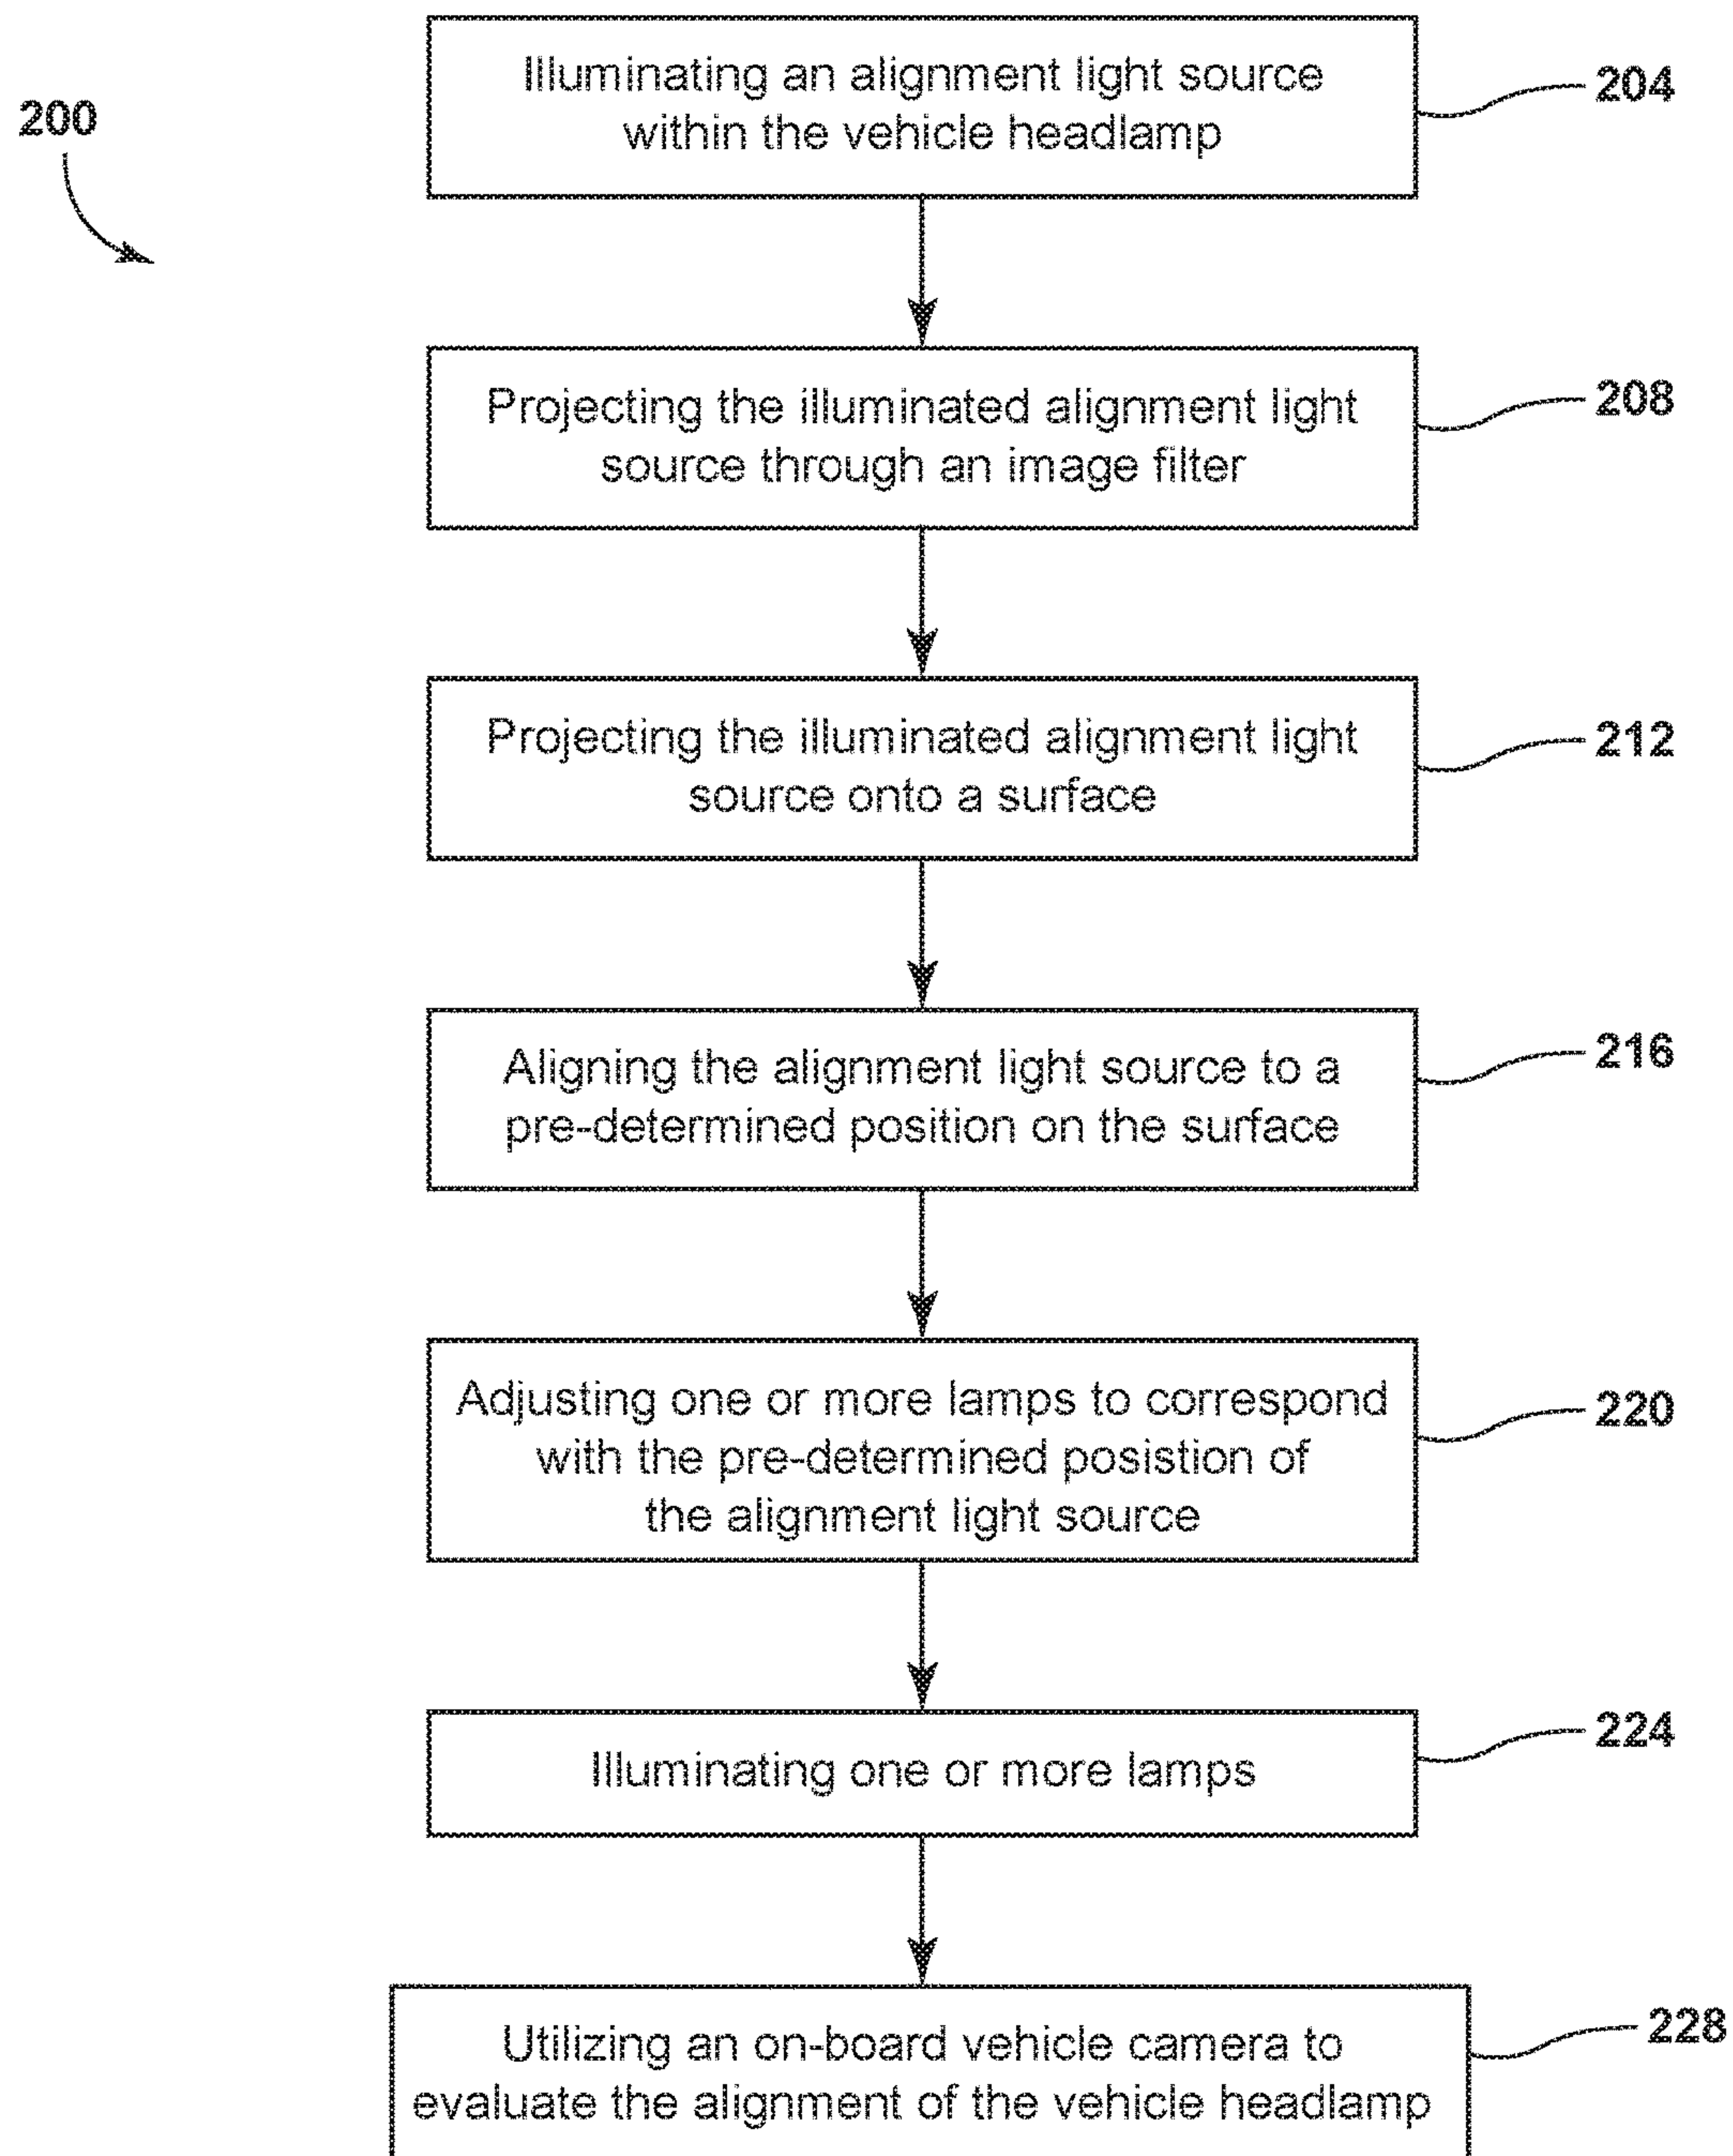 200
Illuminating an alignment light source
within the vehicle headlamp
204
Projecting the illuminated alignment light
source through an image filter
208
Projecting the illuminated alignment light
source onto a surface
212
Aligning the alignment light source to a
pre-determined position on the surface
216
Adjusting one or more lamps to correspond
with the pre-determined posistion of
the alignment light source
220
Illuminating one or more lamps
224
Utilizing an on-board vehicle camera to
evaluate the alignment of the vehicle headlamp
228